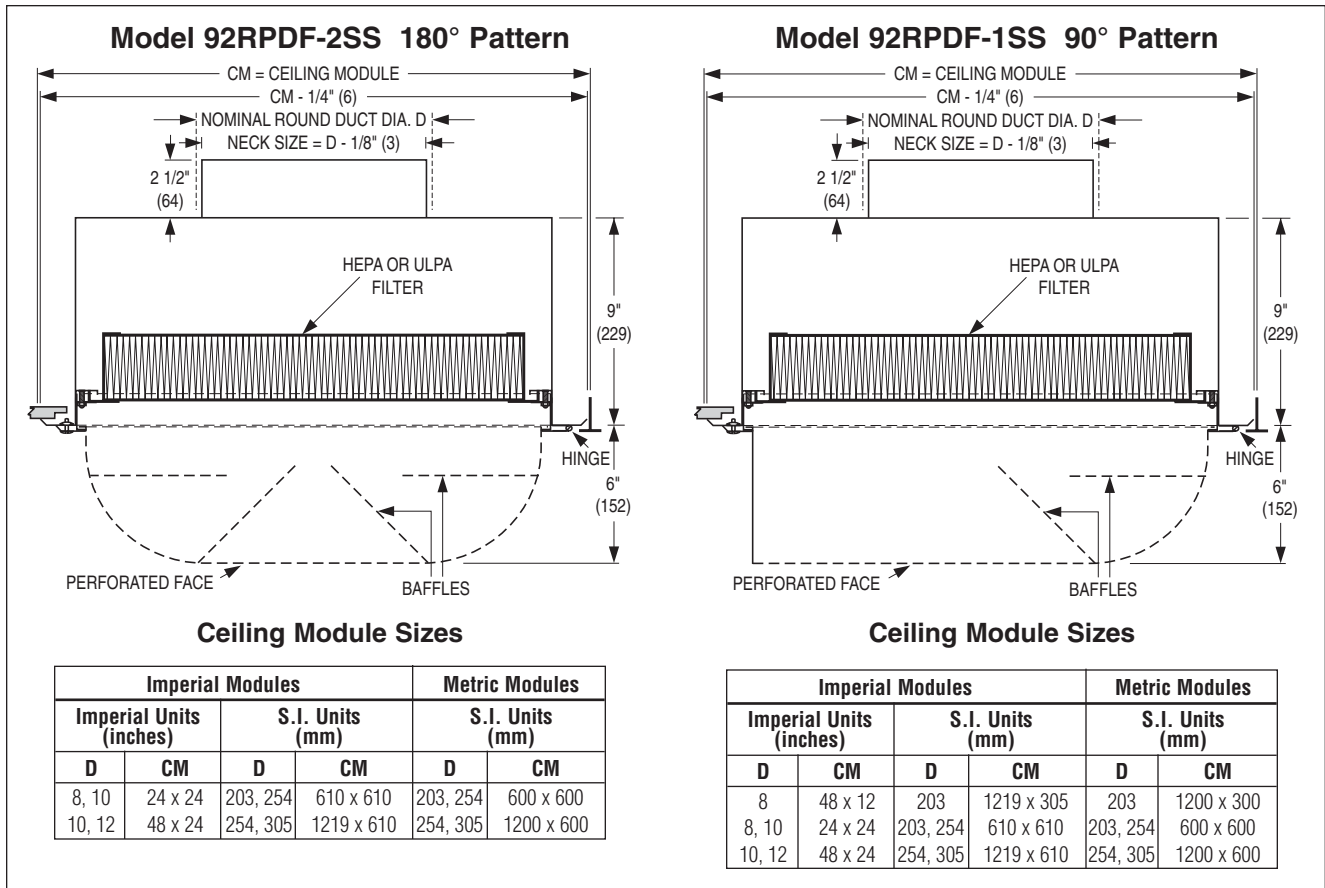 Model 92RPDF-2SS 180° Pattern
CM = CEILING MODULE
CM - 1/4" (6)
NOMINAL ROUND DUCT DIA. D
NECK SIZE = D - 1/8" (3)
2 1/2"
(64)
HEPA OR ULPA
FILTER
9"
(229)
HINGE
6"
(152)
PERFORATED FACE
BAFFLES
Ceiling Module Sizes
Imperial Modules Metric Modules
Imperial Units S.I. Units S.I. Units
(inches) (mm) (mm)
D CM D CM D CM
8, 10 24 x 24 203, 254 610 x 610 203, 254 600 x 600
10, 12 48 x 24 254, 305 1219 x 610 254, 305 1200 x 600
Model 92RPDF-1SS 90° Pattern
CM = CEILING MODULE
CM - 1/4" (6)
NOMINAL ROUND DUCT DIA. D
NECK SIZE = D - 1/8" (3)
2 1/2"
(64)
HEPA OR ULPA
FILTER
9"
(229)
HINGE
6"
(152)
PERFORATED FACE
BAFFLES
Ceiling Module Sizes
Imperial Modules Metric Modules
Imperial Units S.I. Units S.I. Units
(inches) (mm) (mm)
D CM D CM D CM
8 48 x 12 203 1219 x 305 203 1200 x 300
8, 10 24 x 24 203, 254 610 x 610 203, 254 600 x 600
10, 12 48 x 24 254, 305 1219 x 610 254, 305 1200 x 600